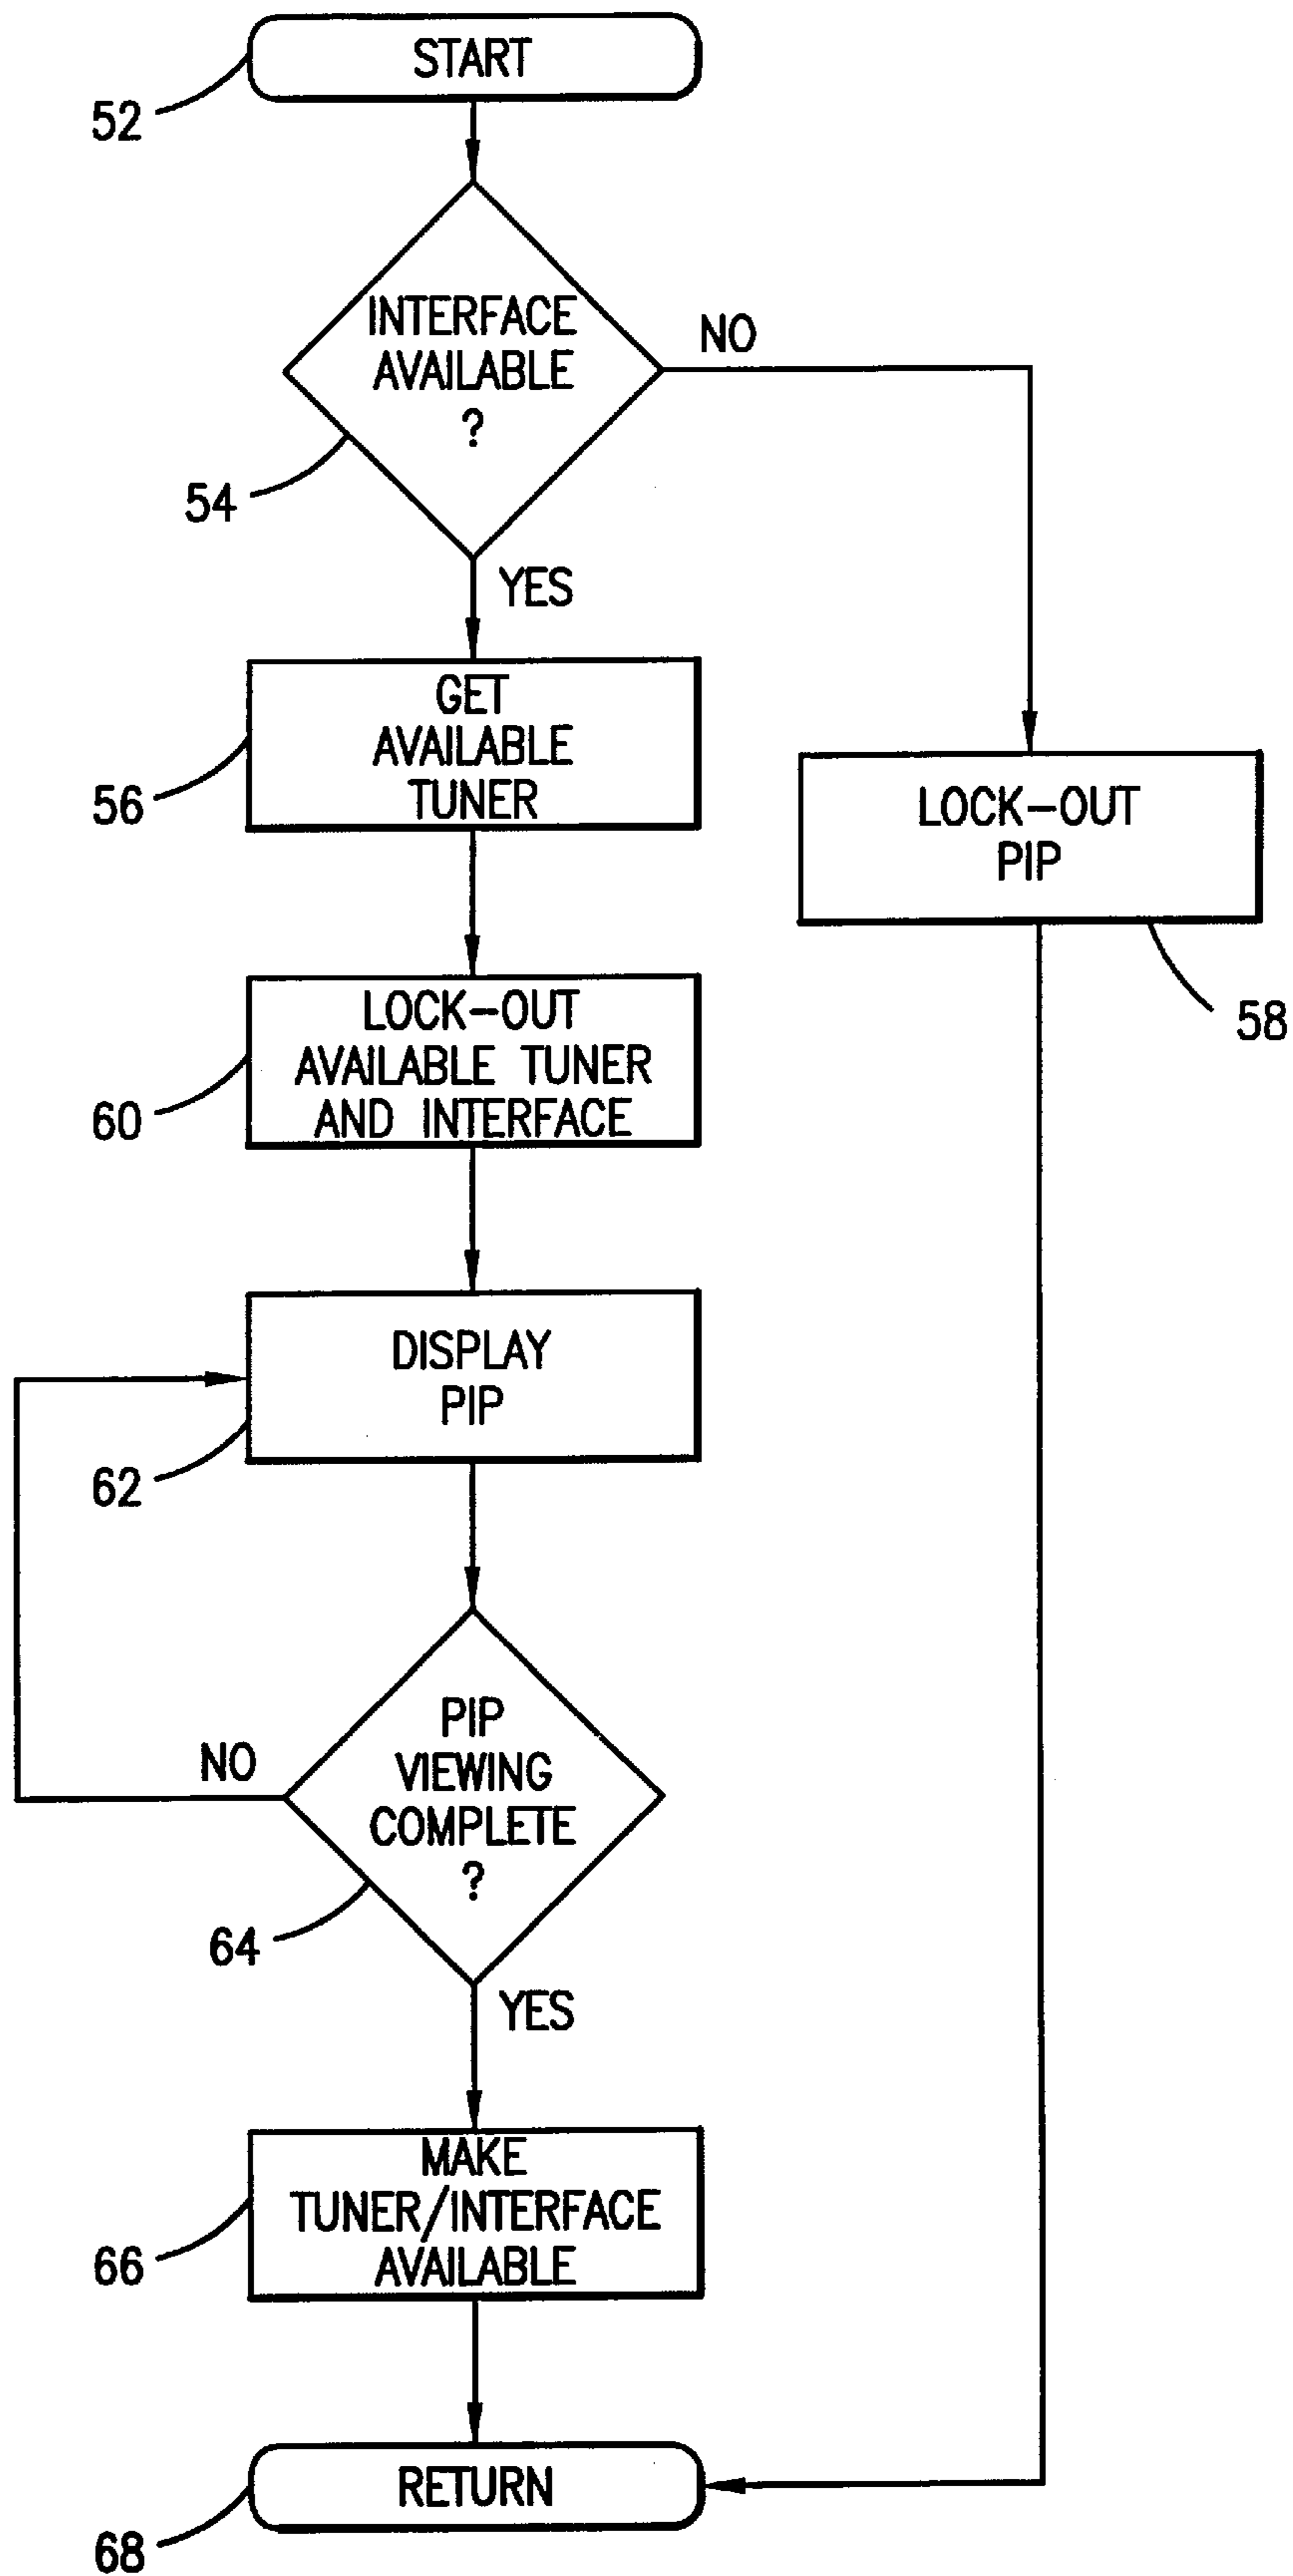 START
52
INTERFACE
AVAILABLE
?
NO
54
YES
GET
AVAILABLE
TUNER
56
LOCK-OUT
PIP
58
LOCK-OUT
AVAILABLE TUNER
AND INTERFACE
60
DISPLAY
PIP
62
PIP
VIEWING
COMPLETE
?
NO
64
YES
MAKE
TUNER/INTERFACE
AVAILABLE
66
RETURN
68